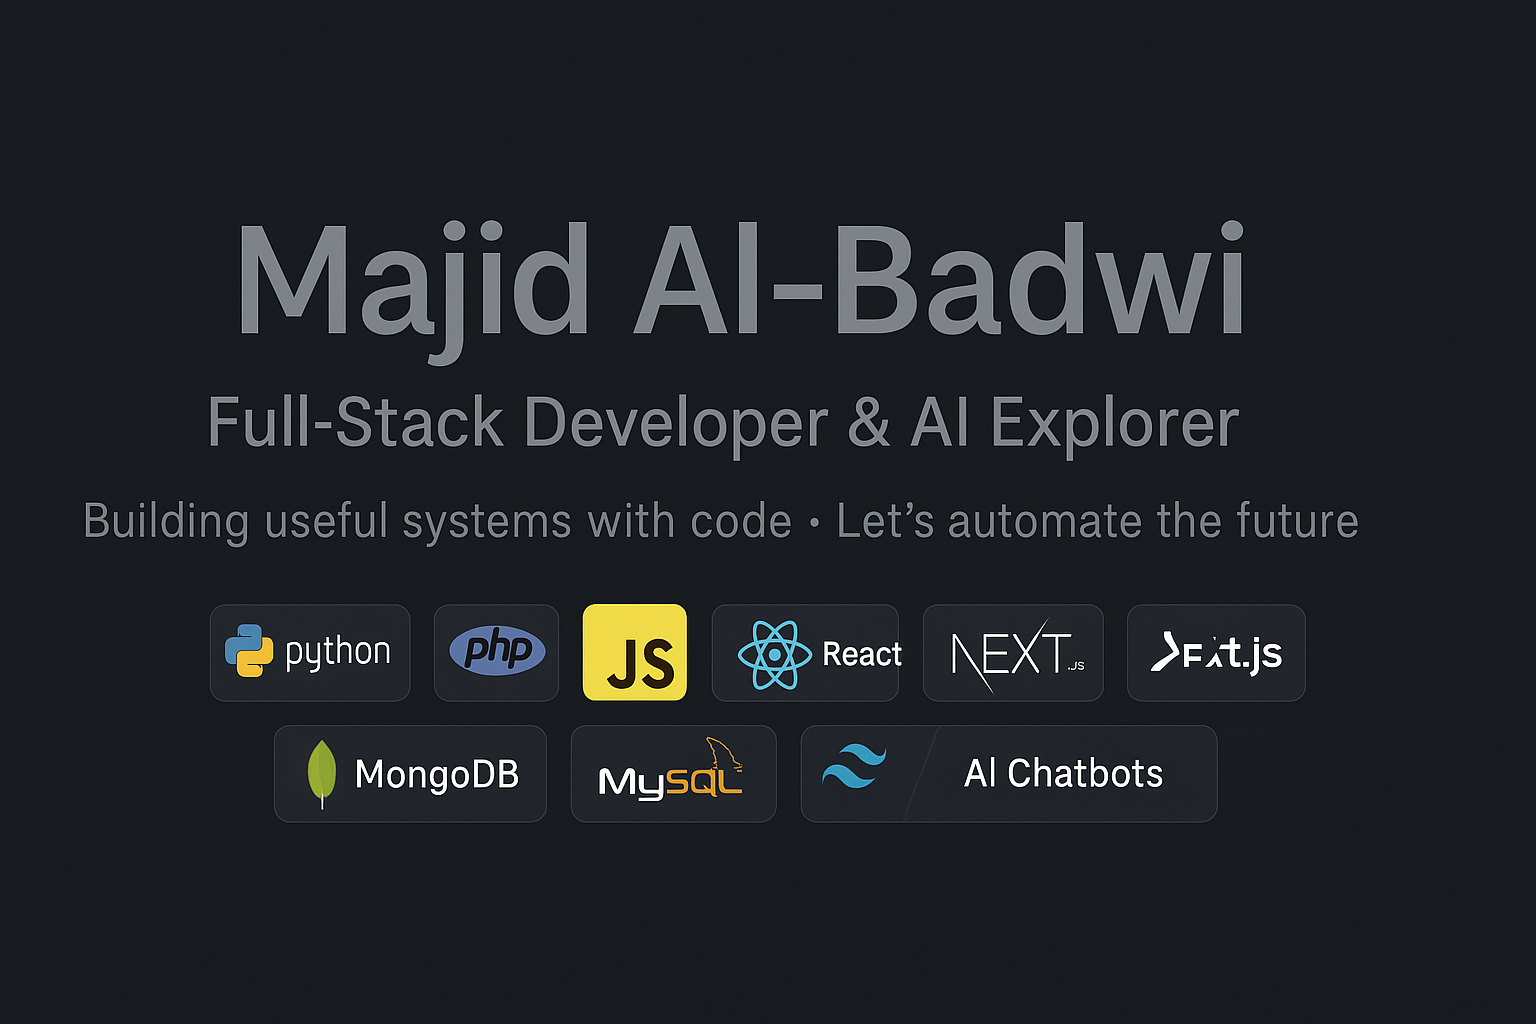 Majid Al-Badwi
Full-Stack Developer & AI Explorer
Building useful systems with code • Let’s automate the future
python php JS React NEXT.JS
MongoDB MySQL AI Chatbots